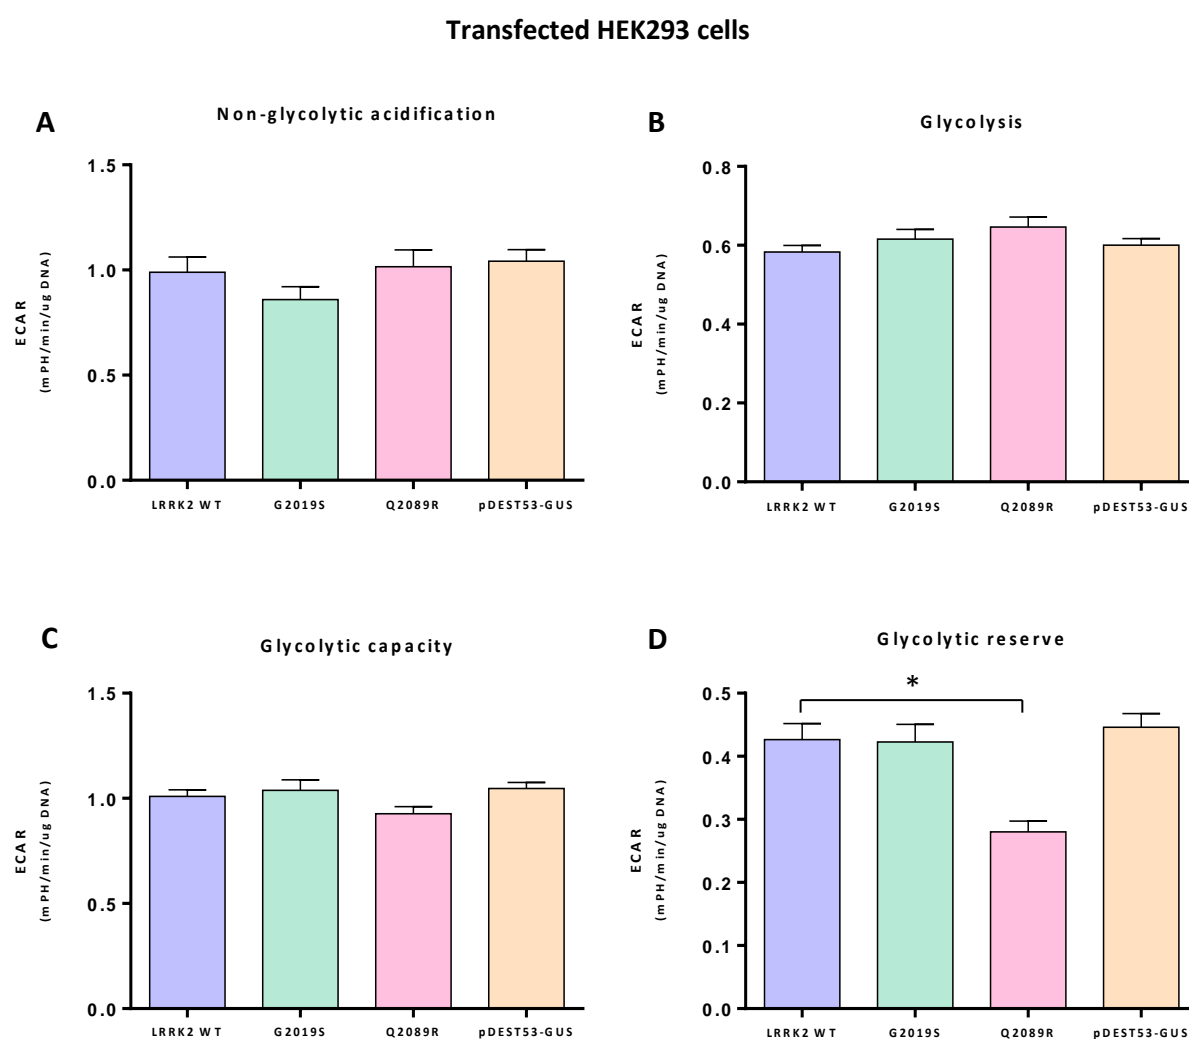 Transfected HEK293 cells
A
Non-glycolytic acidification
1.5
1.0
0.5
0.0
ECAR
(mPH/min/ug DNA)
LRRK2 WT
G2019S
Q2089R
pDEST53-GUS
B
Glycolysis
0.8
0.6
0.4
0.2
0.0
ECAR
(mPH/min/ug DNA)
LRRK2 WT
G2019S
Q2089R
pDEST53-GUS
C
Glycolytic capacity
1.5
1.0
0.5
0.0
ECAR
(mPH/min/ug DNA)
LRRK2 WT
G2019S
Q2089R
pDEST53-GUS
D
Glycolytic reserve
*
0.5
0.4
0.3
0.2
0.1
0.0
ECAR
(mPH/min/ug DNA)
LRRK2 WT
G2019S
Q2089R
pDEST53-GUS